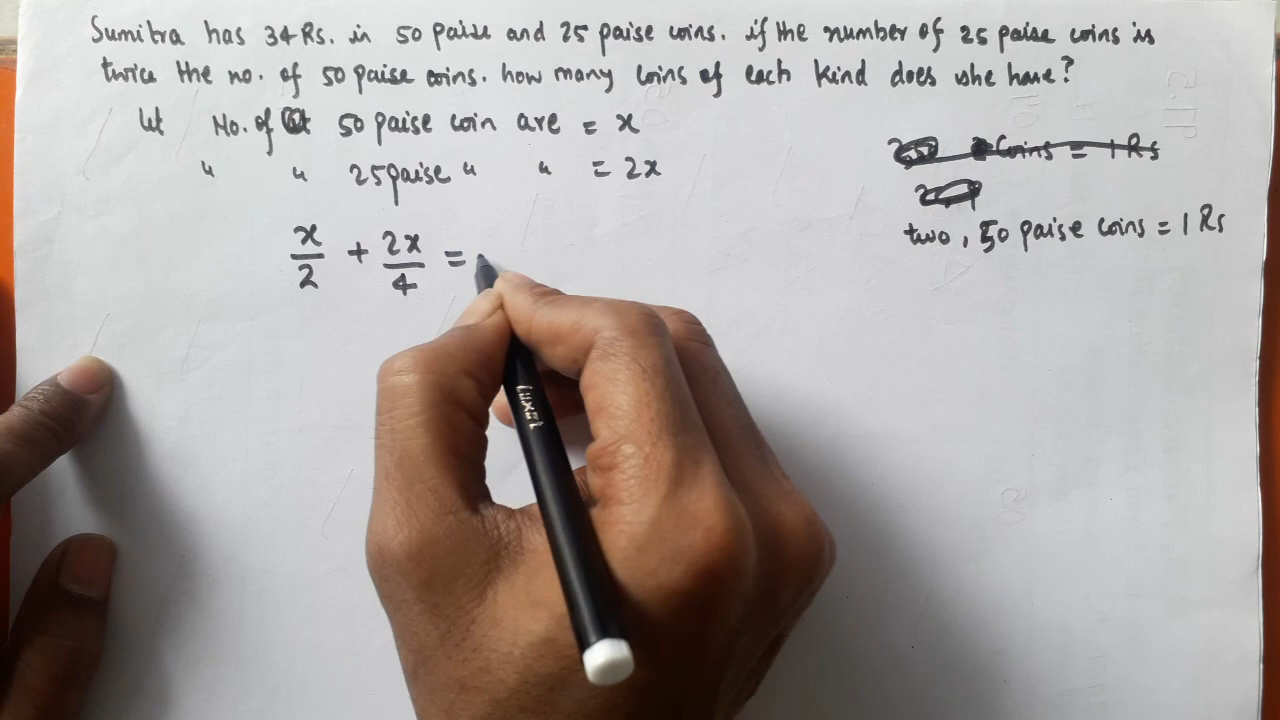 Sumitra has 34 Rs. in 50 paise and 25 paise coins. if the number of 25 paise coins is
twice the no. of 50 paise coins. how many coins of each kind does she have?
Let No. of 50 paise coin are = x
" " 25 paise " " = 2x
x/2 + 2x/4 =
coins = 1 Rs
two, 50 paise coins = 1 Rs
luxor